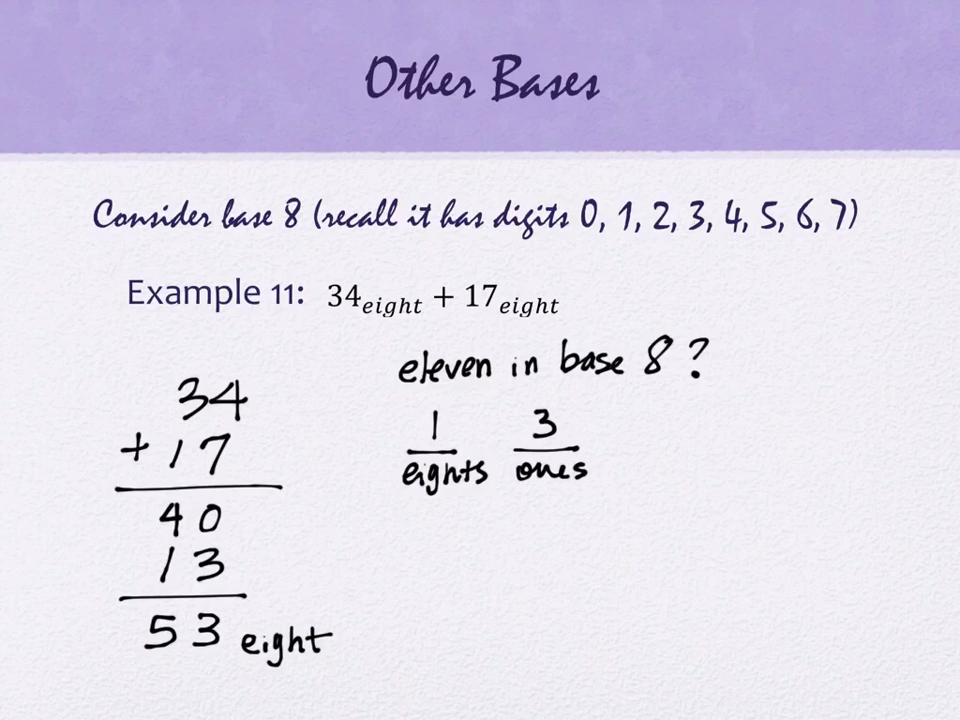 Other Bases
Consider base 8 (recall it has digits 0, 1, 2, 3, 4, 5, 6, 7)
Example 11: 34eight + 17eight
eleven in base 8?
1 3
eights ones
34
+ 17
40
13
53 eight